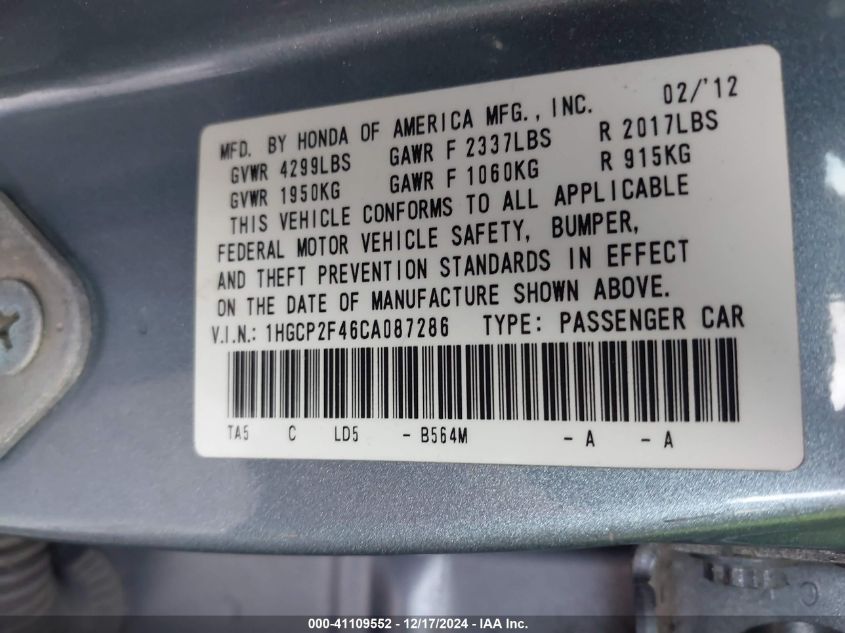 02/'12
MFD. BY HONDA OF AMERICA MFG., INC.
GVWR 4299LBS GAWR F 2337LBS R 2017LBS
GVWR 1950KG GAWR F 1060KG R 915KG
THIS VEHICLE CONFORMS TO ALL APPLICABLE
FEDERAL MOTOR VEHICLE SAFETY, BUMPER,
AND THEFT PREVENTION STANDARDS IN EFFECT
ON THE DATE OF MANUFACTURE SHOWN ABOVE.
V.I.N.: 1HGCP2F46CA087286 TYPE: PASSENGER CAR
TA5 C LD5 - B564M - A - A
000-41109552 - 12/17/2024 - IAA Inc.